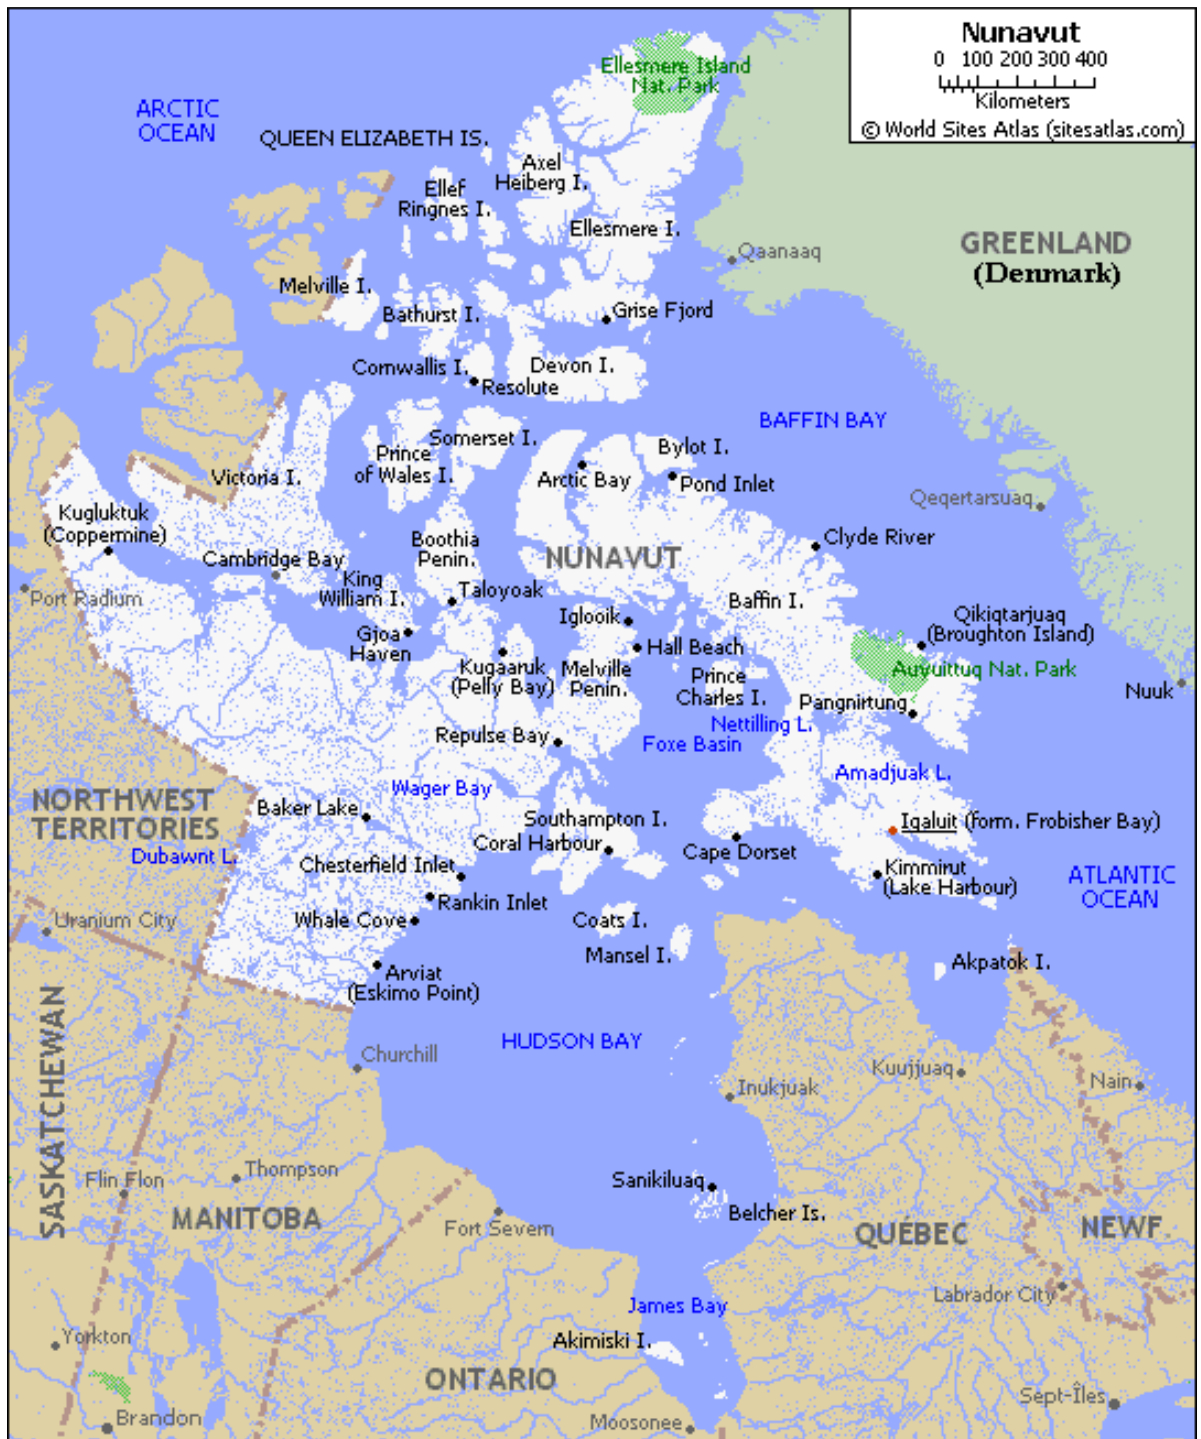 Nunavut
0 100 200 300 400
Kilometers
© World Sites Atlas (sitesatlas.com)
Ellesmere Island
Nat. Park
ARCTIC
OCEAN
QUEEN ELIZABETH IS.
Axel
Heiberg I.
Ellef
Ringnes I.
Ellesmere I.
Qaanaaq
GREENLAND
(Denmark)
Melville I.
Bathurst I.
Grise Fjord
Cornwallis I.
Resolute
Devon I.
BAFFIN BAY
Somerset I.
Prince
of Wales I.
Bylot I.
Arctic Bay
Pond Inlet
Victoria I.
Qeqertarsuaq
Kugluktuk
(Coppermine)
Boothia
Penin.
Clyde River
NUNAVUT
Cambridge Bay
King
William I.
Taloyoak
Port Radium
Baffin I.
Iglooik
Qikiqtarjuaq
(Broughton Island)
Gjoa
Haven
Hall Beach
Kugaaruk
(Pelly Bay)
Melville
Penin.
Prince
Charles I.
Auyuittuq Nat. Park
Nuuk
Pangnirtung
Nettilling L.
Repulse Bay
Foxe Basin
Amadjuak L.
Wager Bay
NORTHWEST
TERRITORIES
Baker Lake
Southampton I.
Iqaluit (form. Frobisher Bay)
Coral Harbour
Cape Dorset
Dubawnt L.
Chesterfield Inlet
Kimmirut
(Lake Harbour)
ATLANTIC
OCEAN
Rankin Inlet
Uranium City
Whale Cove
Coats I.
Mansel I.
Akpatok I.
Arviat
(Eskimo Point)
SASKATCHEWAN
HUDSON BAY
Churchill
Kuujjuaq
Nain
Inukjuak
Thompson
Flin Flon
Sanikiluaq
Belcher Is.
MANITOBA
Fort Severn
QUÉBEC
NEWF.
Labrador City
James Bay
Yorkton
Akimiski I.
ONTARIO
Sept-Îles
Brandon
Moosonee